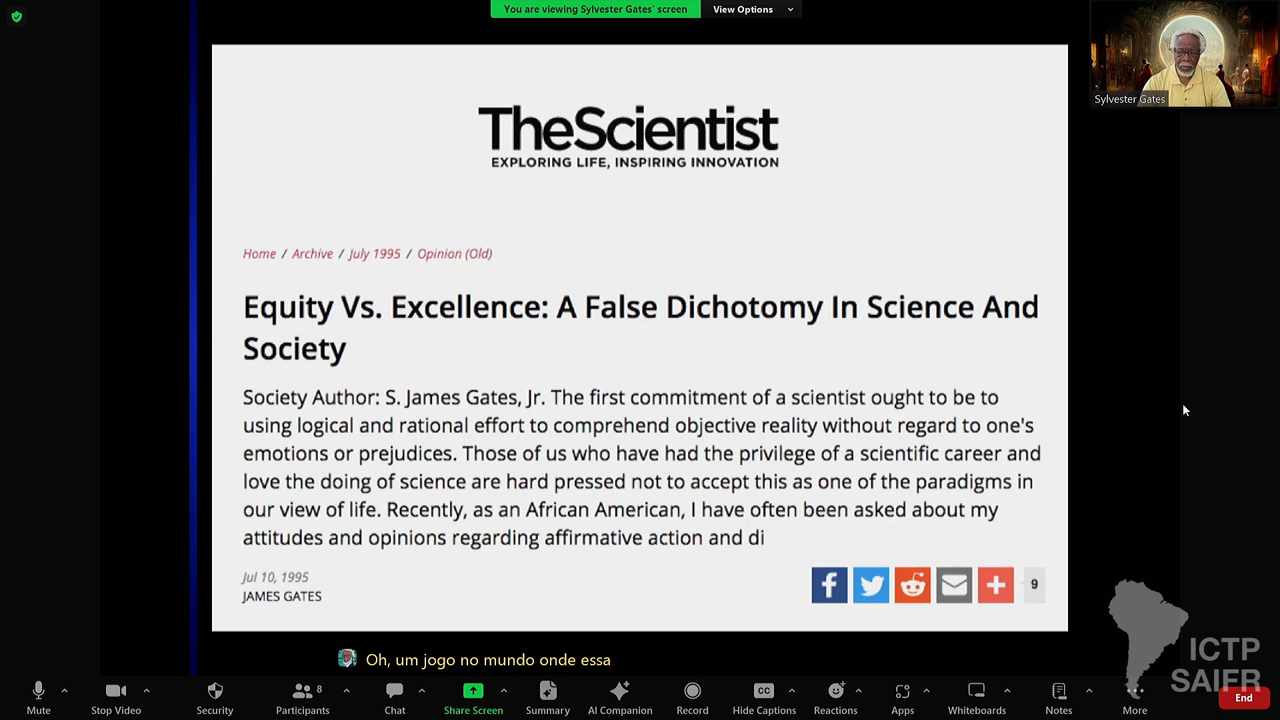 You are viewing Sylvester Gates' screen
View Options
Sylvester Gates
TheScientist
EXPLORING LIFE, INSPIRING INNOVATION
Home / Archive / July 1995 / Opinion (Old)
Equity Vs. Excellence: A False Dichotomy In Science And
Society
Society Author: S. James Gates, Jr. The first commitment of a scientist ought to be to
using logical and rational effort to comprehend objective reality without regard to one's
emotions or prejudices. Those of us who have had the privilege of a scientific career and
love the doing of science are hard pressed not to accept this as one of the paradigms in
our view of life. Recently, as an African American, I have often been asked about my
attitudes and opinions regarding affirmative action and di
Jul 10, 1995
JAMES GATES
9
Oh, um jogo no mundo onde essa
ICTP
SAIFR
8
Mute
Stop Video
Security
Participants
Chat
Share Screen
Summary
AI Companion
Record
Hide Captions
Reactions
Apps
Whiteboards
Notes
More
End